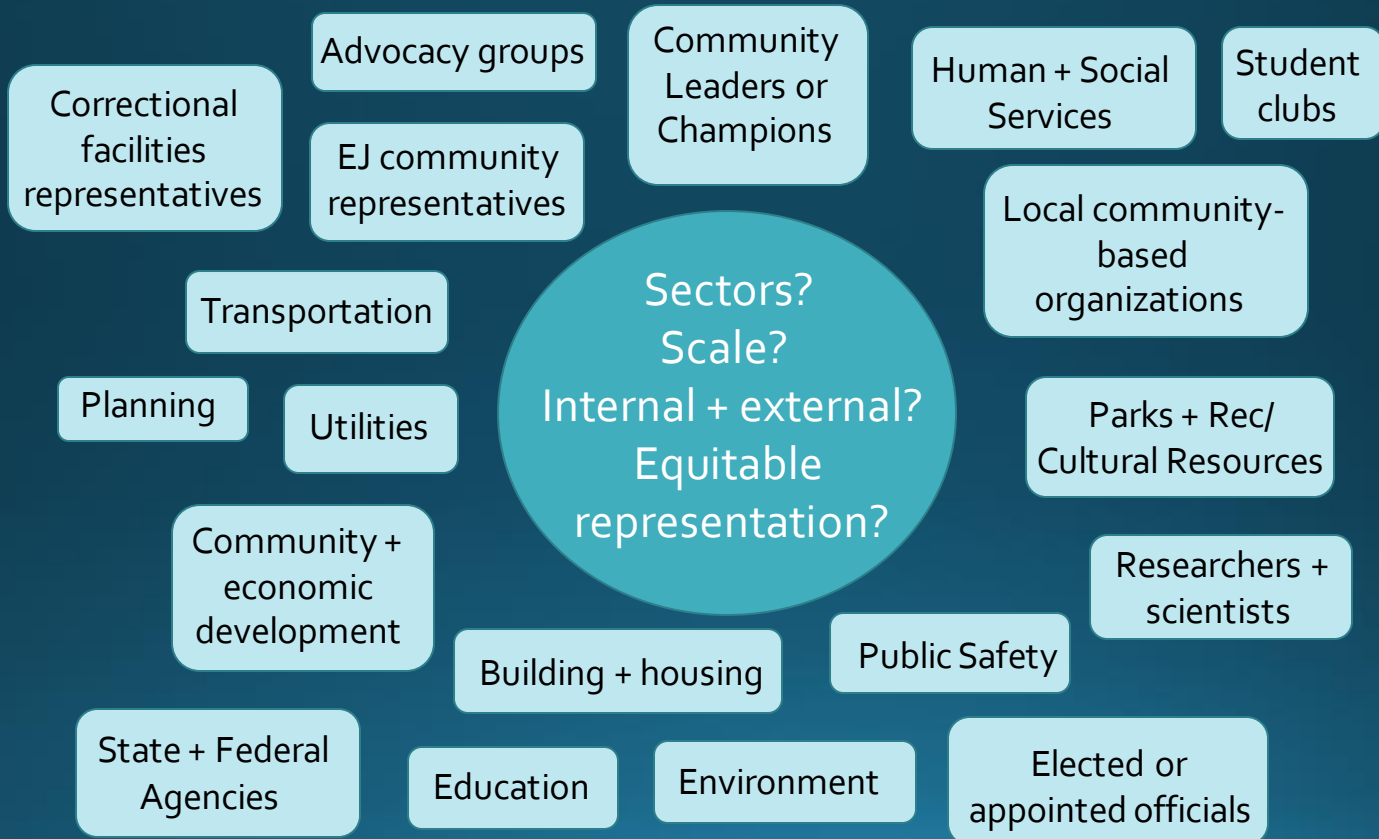 Advocacy groups
Community
Leaders or
Champions
Human + Social
Services
Student
clubs
Correctional
facilities
representatives
EJ community
representatives
Local community-
based
organizations
Transportation
Sectors?
Scale?
Internal + external?
Equitable
representation?
Planning
Utilities
Parks + Rec/
Cultural Resources
Community +
economic
development
Researchers +
scientists
Building + housing
Public Safety
State + Federal
Agencies
Education
Environment
Elected or
appointed officials